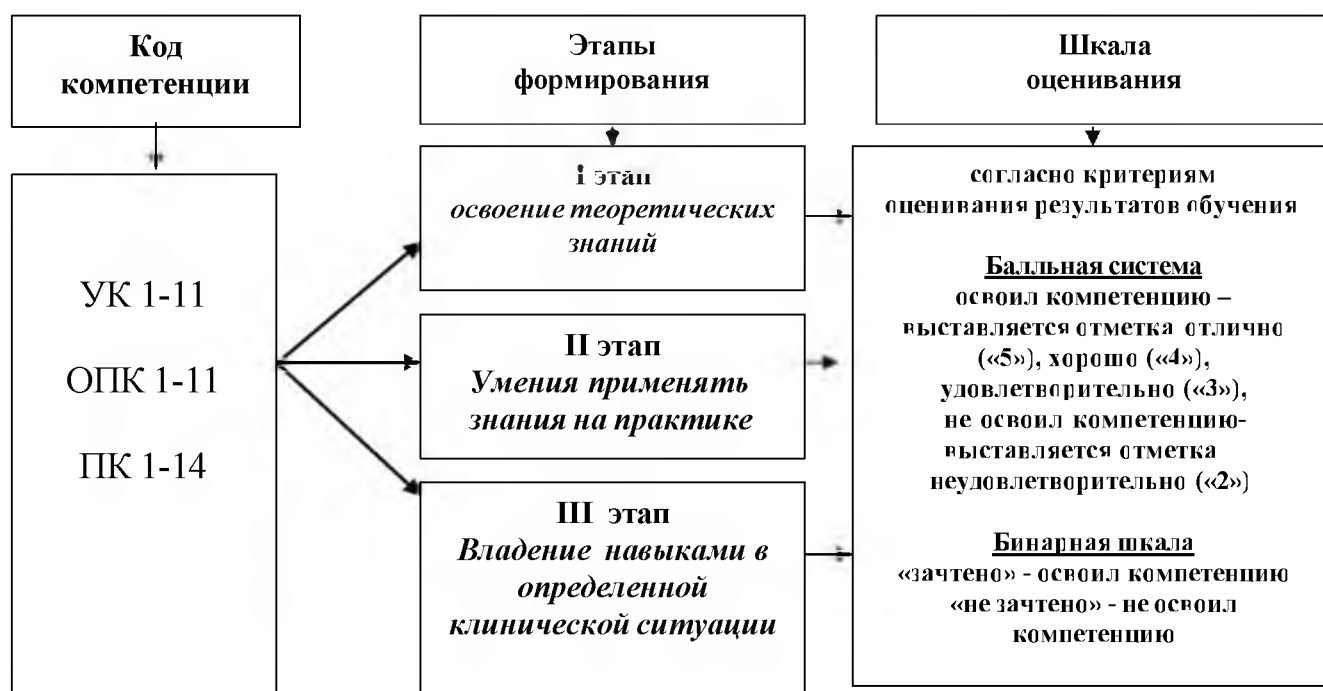 Код
компетенции
Этапы
формирования
Шкала
оценивания
УК 1-11
ОПК 1-11
ПК 1-14
I этап
освоение теоретических
знаний
II этап
Умения применять
знания на практике
III этап
Владение навыками в
определенной
клинической ситуации
согласно критериям
оценивания результатов обучения
Балльная система
освоил компетенцию –
выставляется отметка отлично
(«5»), хорошо («4»),
удовлетворительно («3»),
не освоил компетенцию-
выставляется отметка
неудовлетворительно («2»)
Бинарная шкала
«зачтено» - освоил компетенцию
«не зачтено» - не освоил
компетенцию